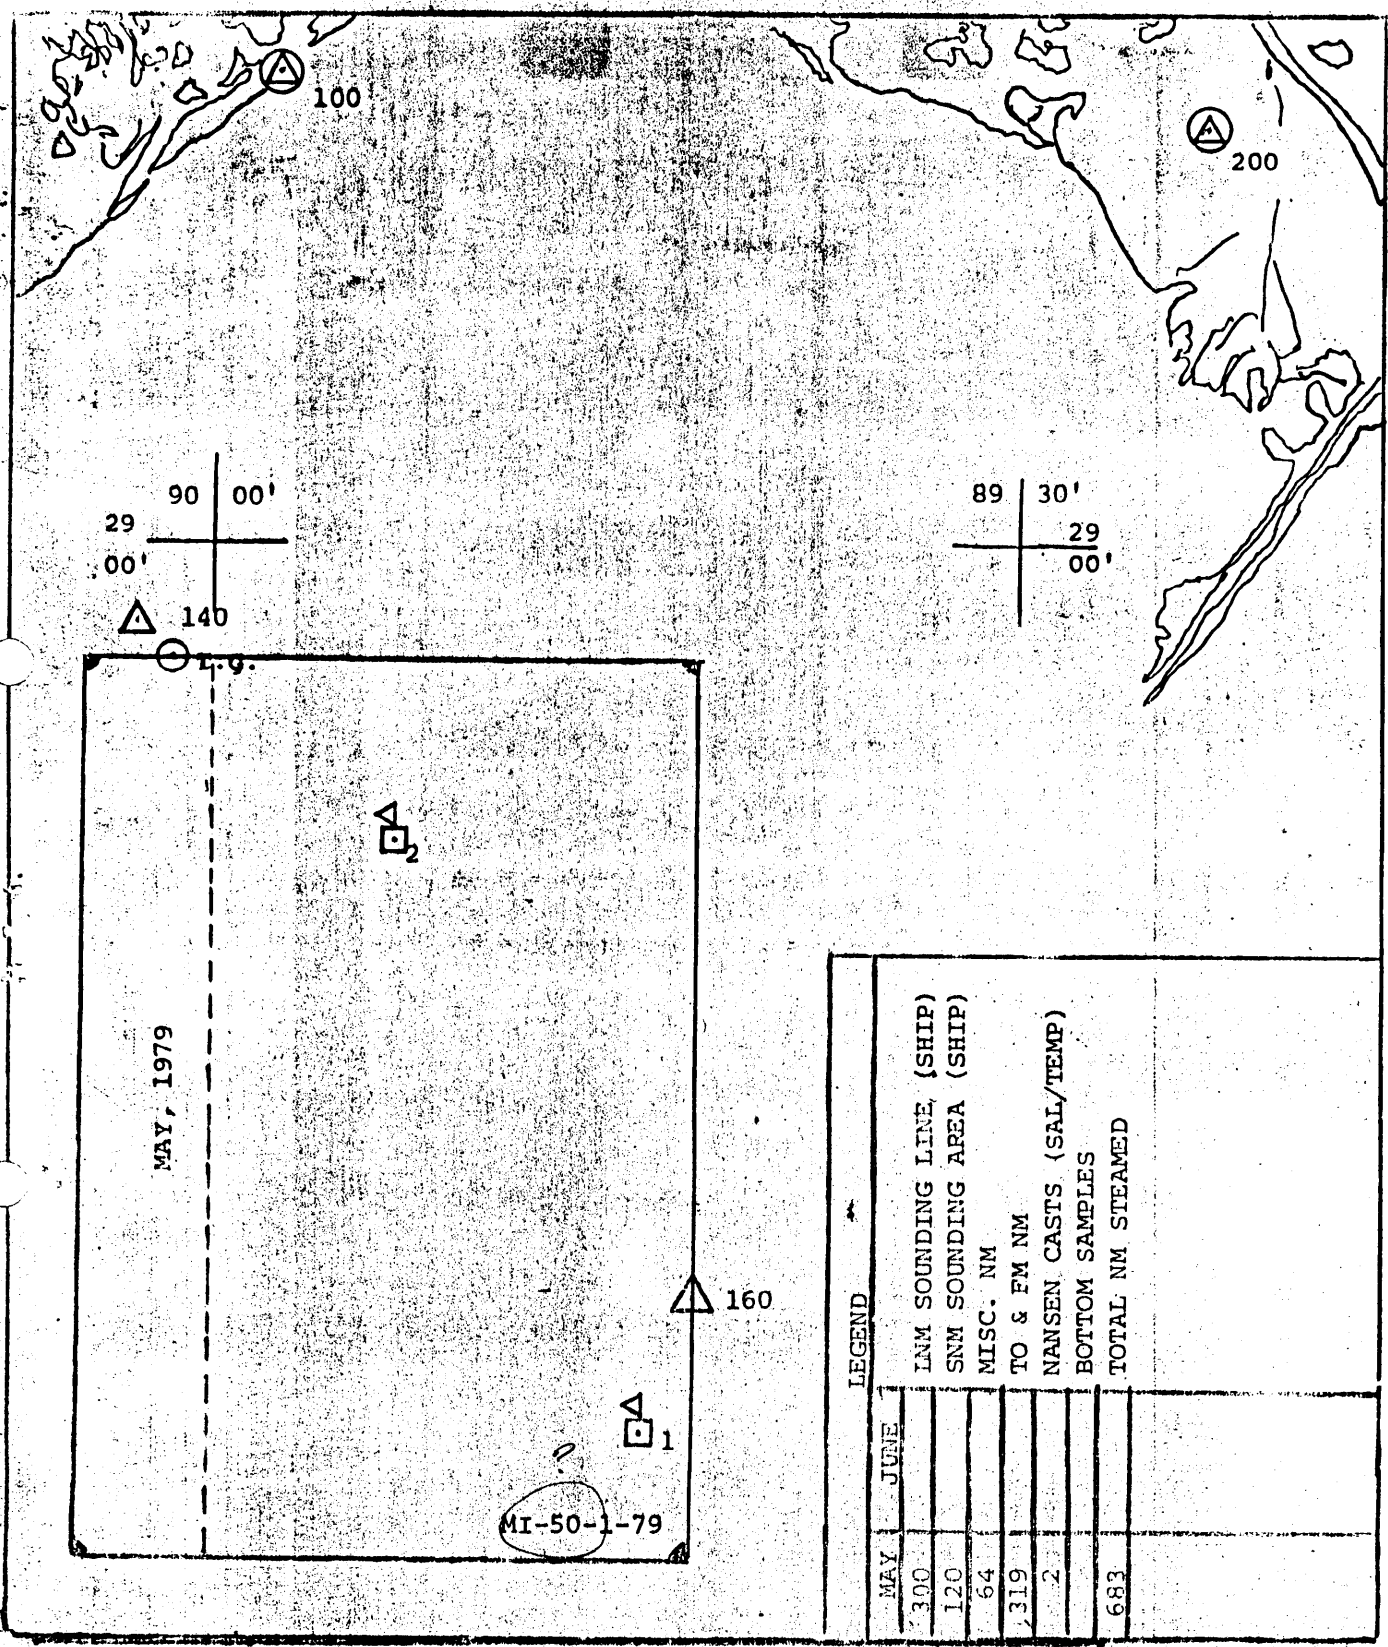 100
200
90 00'
29
00'
89 30'
29
00'
140
T.G.
2
MAY, 1979
160
1
?
MI-50-1-79
LEGEND
MAY JUNE
300 LNM SOUNDING LINE, (SHIP)
120 SNM SOUNDING AREA (SHIP)
64 MISC. NM
319 TO & FM NM
2 NANSEN CASTS (SAL/TEMP)
BOTTOM SAMPLES
683 TOTAL NM STEAMED